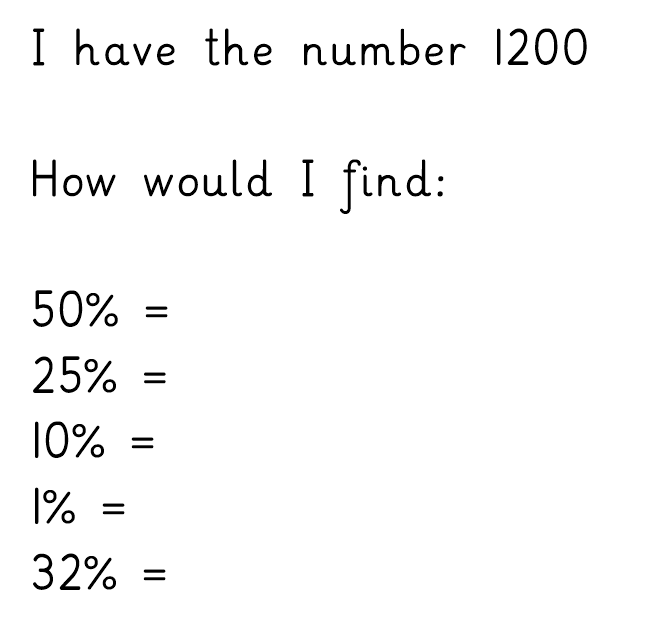 I have the number 1200
How would I find:
50% =
25% =
10% =
1% =
32% =